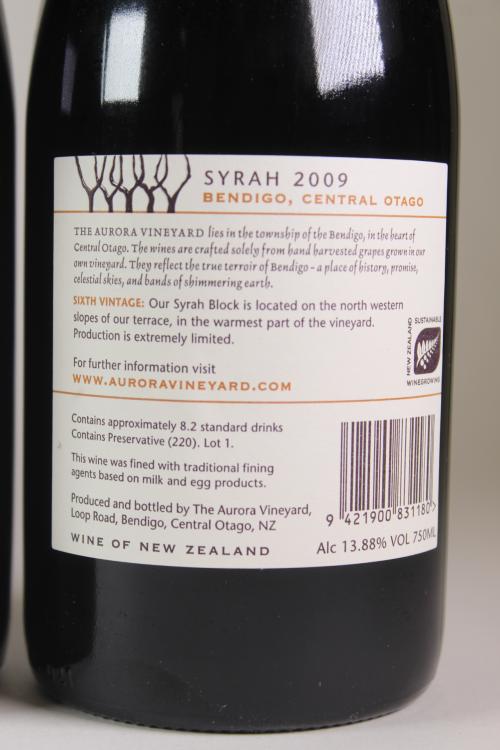 SYRAH 2009
BENDIGO, CENTRAL OTAGO
THE AURORA VINEYARD lies in the township of the Bendigo, in the heart of
Central Otago. The wines are crafted solely from hand harvested grapes grown in our
own vineyard. They reflect the true terroir of Bendigo - a place of history, promise,
celestial skies, and bands of shimmering earth.
SIXTH VINTAGE: Our Syrah Block is located on the north western
slopes of our terrace, in the warmest part of the vineyard.
Production is extremely limited.
For further information visit
WWW.AURORAVINEYARD.COM
NEW ZEALAND
SUSTAINABLE
WINEGROWING
Contains approximately 8.2 standard drinks
Contains Preservative (220). Lot 1.
This wine was fined with traditional fining
agents based on milk and egg products.
Produced and bottled by The Aurora Vineyard,
Loop Road, Bendigo, Central Otago, NZ
WINE OF NEW ZEALAND
9 421900 831180 >
Alc 13.88% VOL 750ML